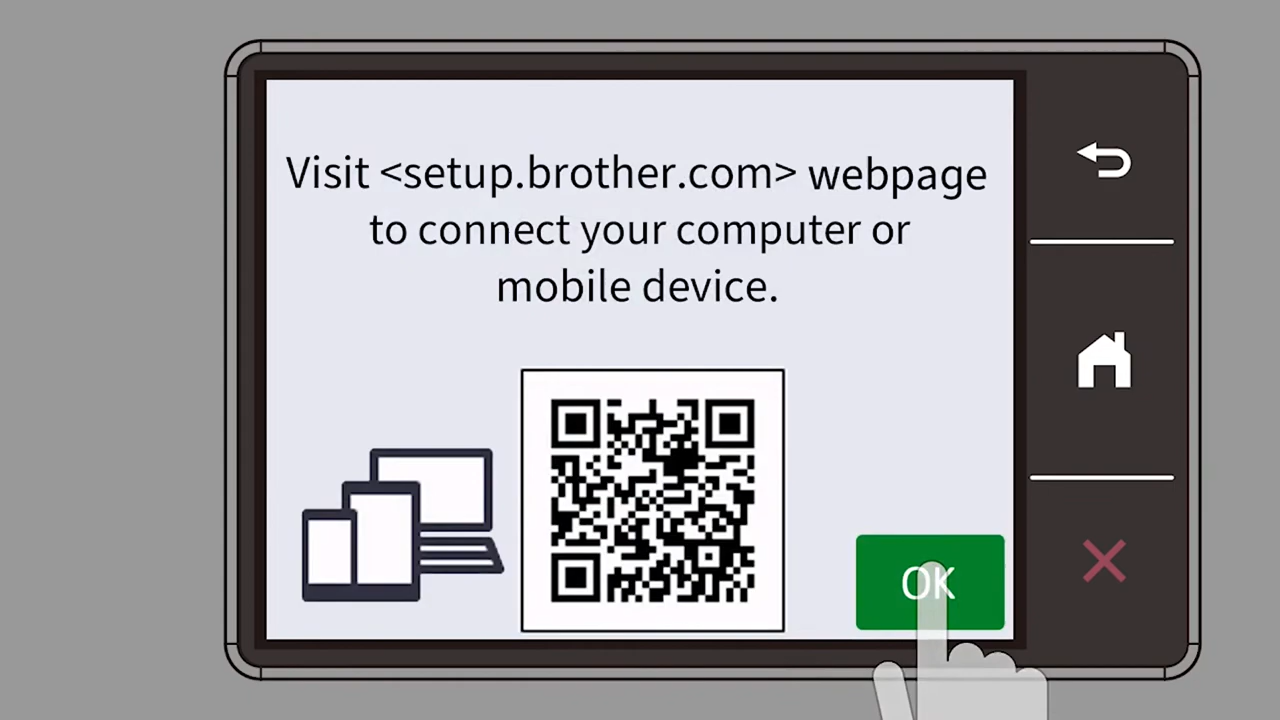 Visit <setup.brother.com> webpage
to connect your computer or
mobile device.
OK